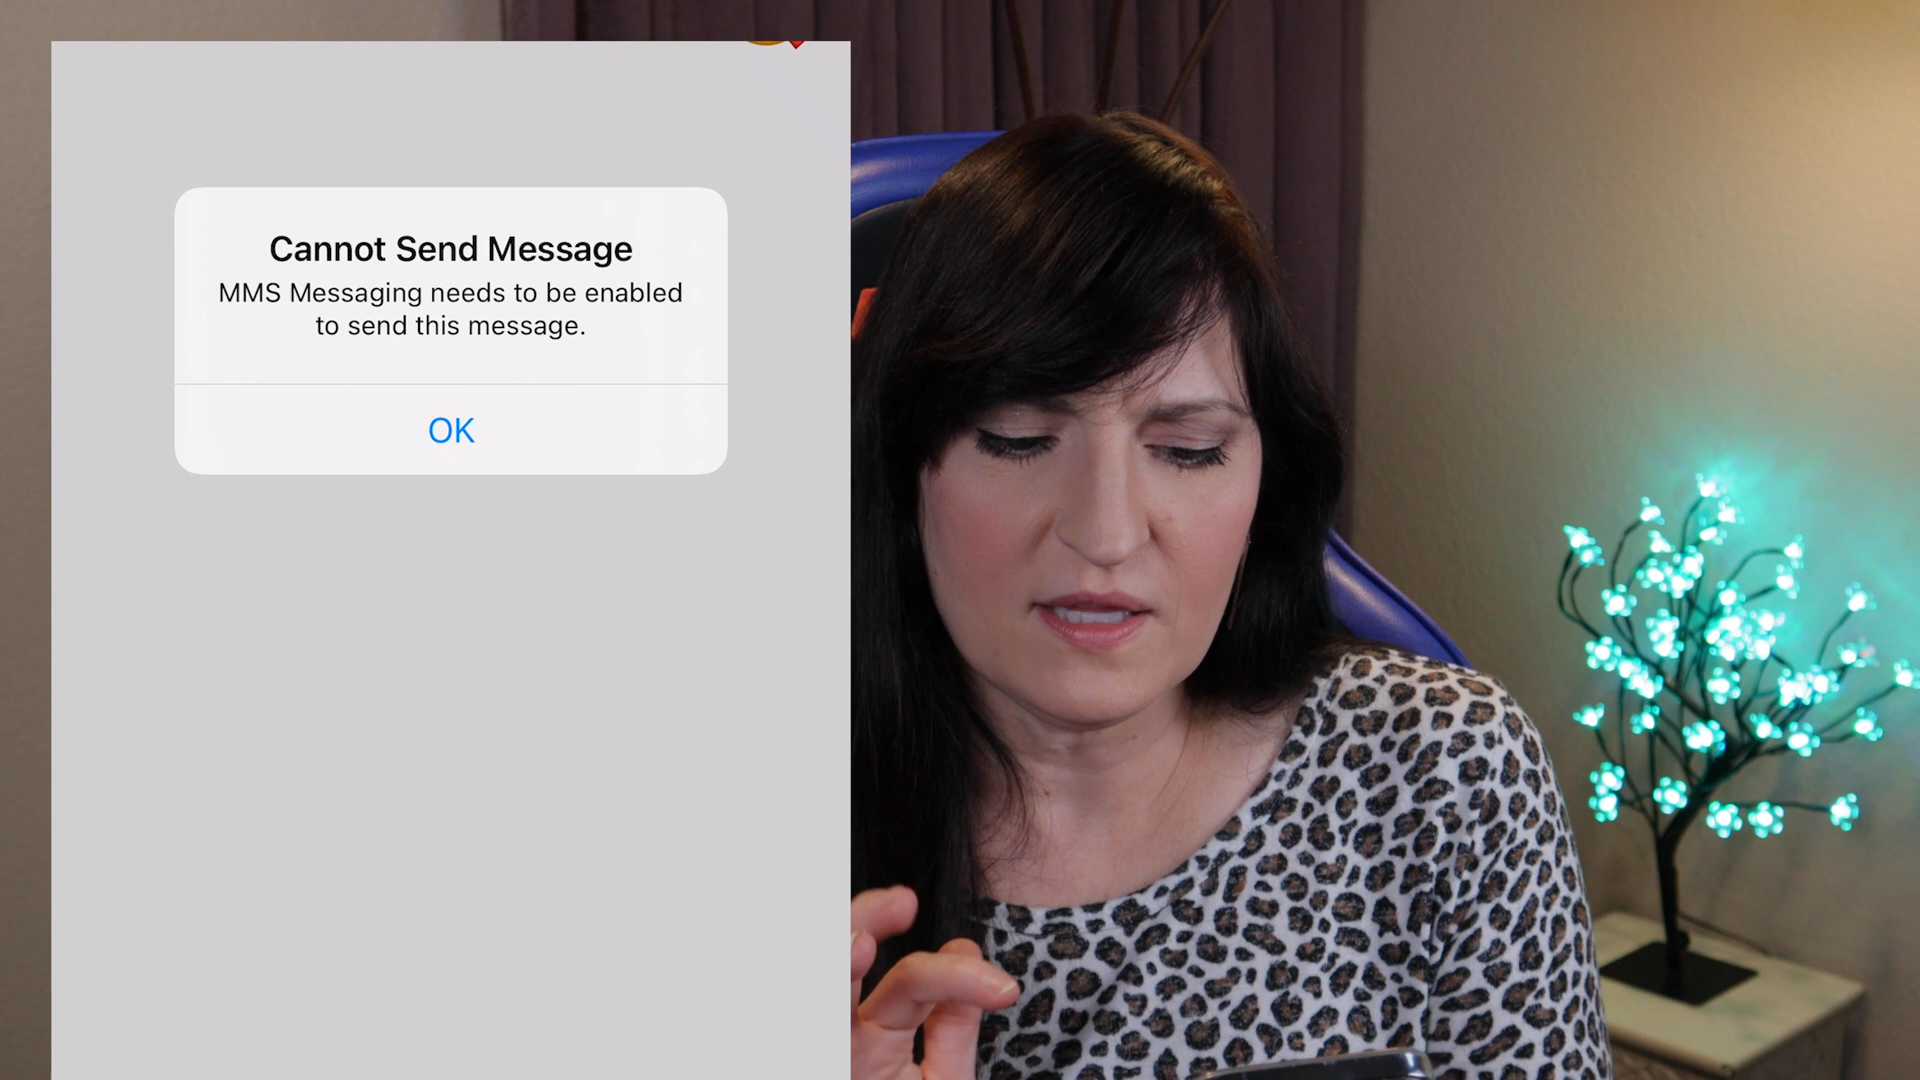 Cannot Send Message
MMS Messaging needs to be enabled
to send this message.
OK